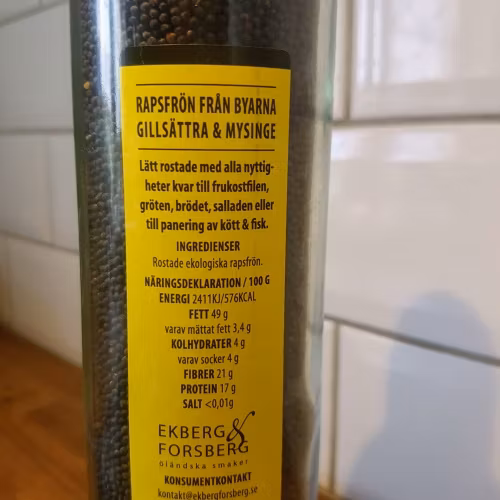 RAPSFRÖN FRÅN BYARNA
GILLSÄTTRA & MYSINGE
Lätt rostade med alla nyttig-
heter kvar till frukostfilen,
gröten, brödet, salladen eller
till panering av kött & fisk.
INGREDIENSER
Rostade ekologiska rapsfrön.
NÄRINGSDEKLARATION / 100 G
ENERGI 2411KJ/576KCAL
FETT 49 g
varav mättat fett 3,4 g
KOLHYDRATER 4 g
varav socker 4 g
FIBRER 21 g
PROTEIN 17 g
SALT <0,01g
EKBERG &
FORSBERG
öländska smaker
KONSUMENTKONTAKT
kontakt@ekbergforsberg.se